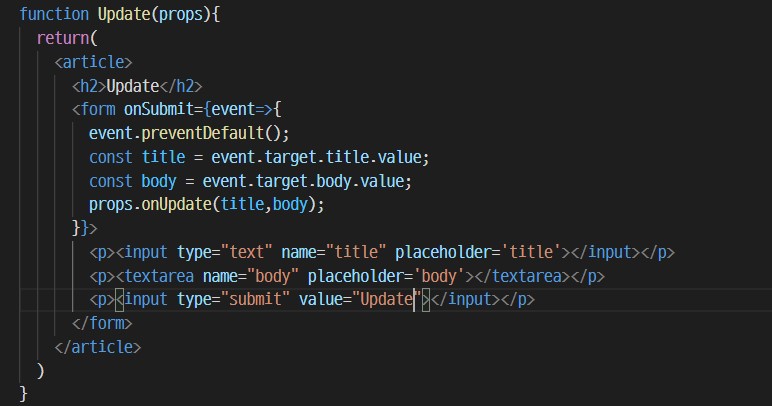 function Update(props){
return(
<article>
<h2>Update</h2>
<form onSubmit={event=>{
event.preventDefault();
const title = event.target.title.value;
const body = event.target.body.value;
props.onUpdate(title,body);
}}>
<p><input type="text" name="title" placeholder='title'></input></p>
<p><textarea name="body" placeholder='body'></textarea></p>
<p><input type="submit" value="Update"></input></p>
</form>
</article>
)
}